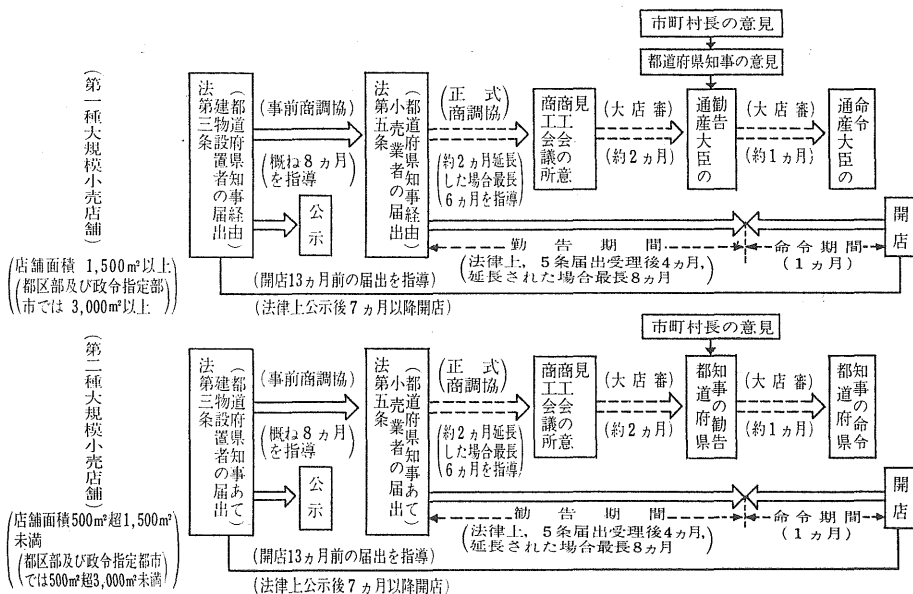 市町村長の意見
都道府県知事の意見
（第一種大規模小売店舗）
（店舗面積 1,500m²以上
（都区部及び政令指定部
市では 3,000m²以上））
法第三条
建物設置者の届出
（都道府県知事経由）
（事前商調協）
（概ね8ヵ月
を指導）
公示
法第五条
小売業者の届出
（都道府県知事経由）
（正式
商調協）
（約2ヵ月延長
した場合最長
6ヵ月を指導）
商工会議所
商工会の意
見
（大店審）
（約2ヵ月）
通産大臣の
勧告
（大店審）
（約1ヵ月）
通産大臣の
命令
開店
勤告期間
（法律上，5条届出受理後4ヵ月，
延長された場合最長8ヵ月）
命令期間
（1ヵ月）
（開店13ヵ月前の届出を指導）
（法律上公示後7ヵ月以降開店）
市町村長の意見
（第二種大規模小売店舗）
（店舗面積500m²超1,500m²
未満
（都区部及び政令指定都市
では500m²超3,000m²未満））
法第三条
建物設置者の届出
（都道府県知事あて）
（事前商調協）
（概ね8ヵ月
を指導）
公示
法第五条
小売業者の届出
（都道府県知事あて）
（正式
商調協）
（約2ヵ月延長
した場合最長
6ヵ月を指導）
商工会議所
商工会の意
見
（大店審）
（約2ヵ月）
都道府県
知事の勧告
（大店審）
（約1ヵ月）
都道府県
知事の命令
開店
勧告期間
（法律上，5条届出受理後4ヵ月，
延長された場合最長8ヵ月）
命令期間
（1ヵ月）
（開店13ヵ月前の届出を指導）
（法律上公示後7ヵ月以降開店）